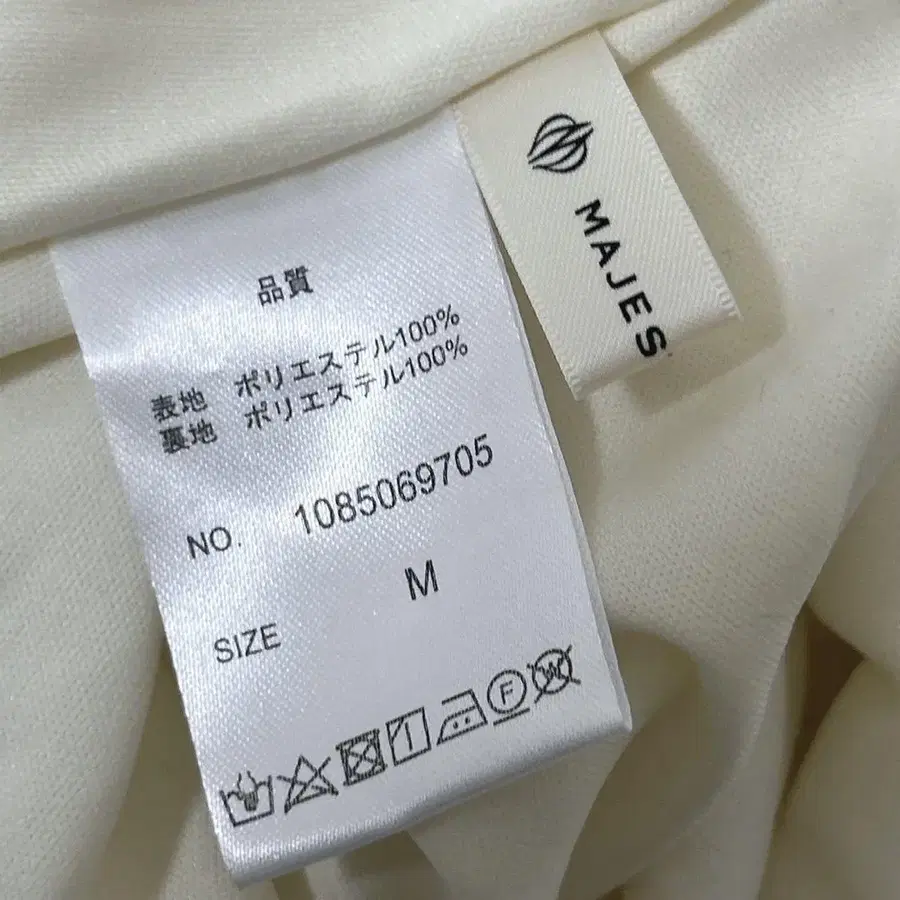 品質
表地 ポリエステル100%
裏地 ポリエステル100%
NO. 1085069705
M
SIZE
F
W
MAJES